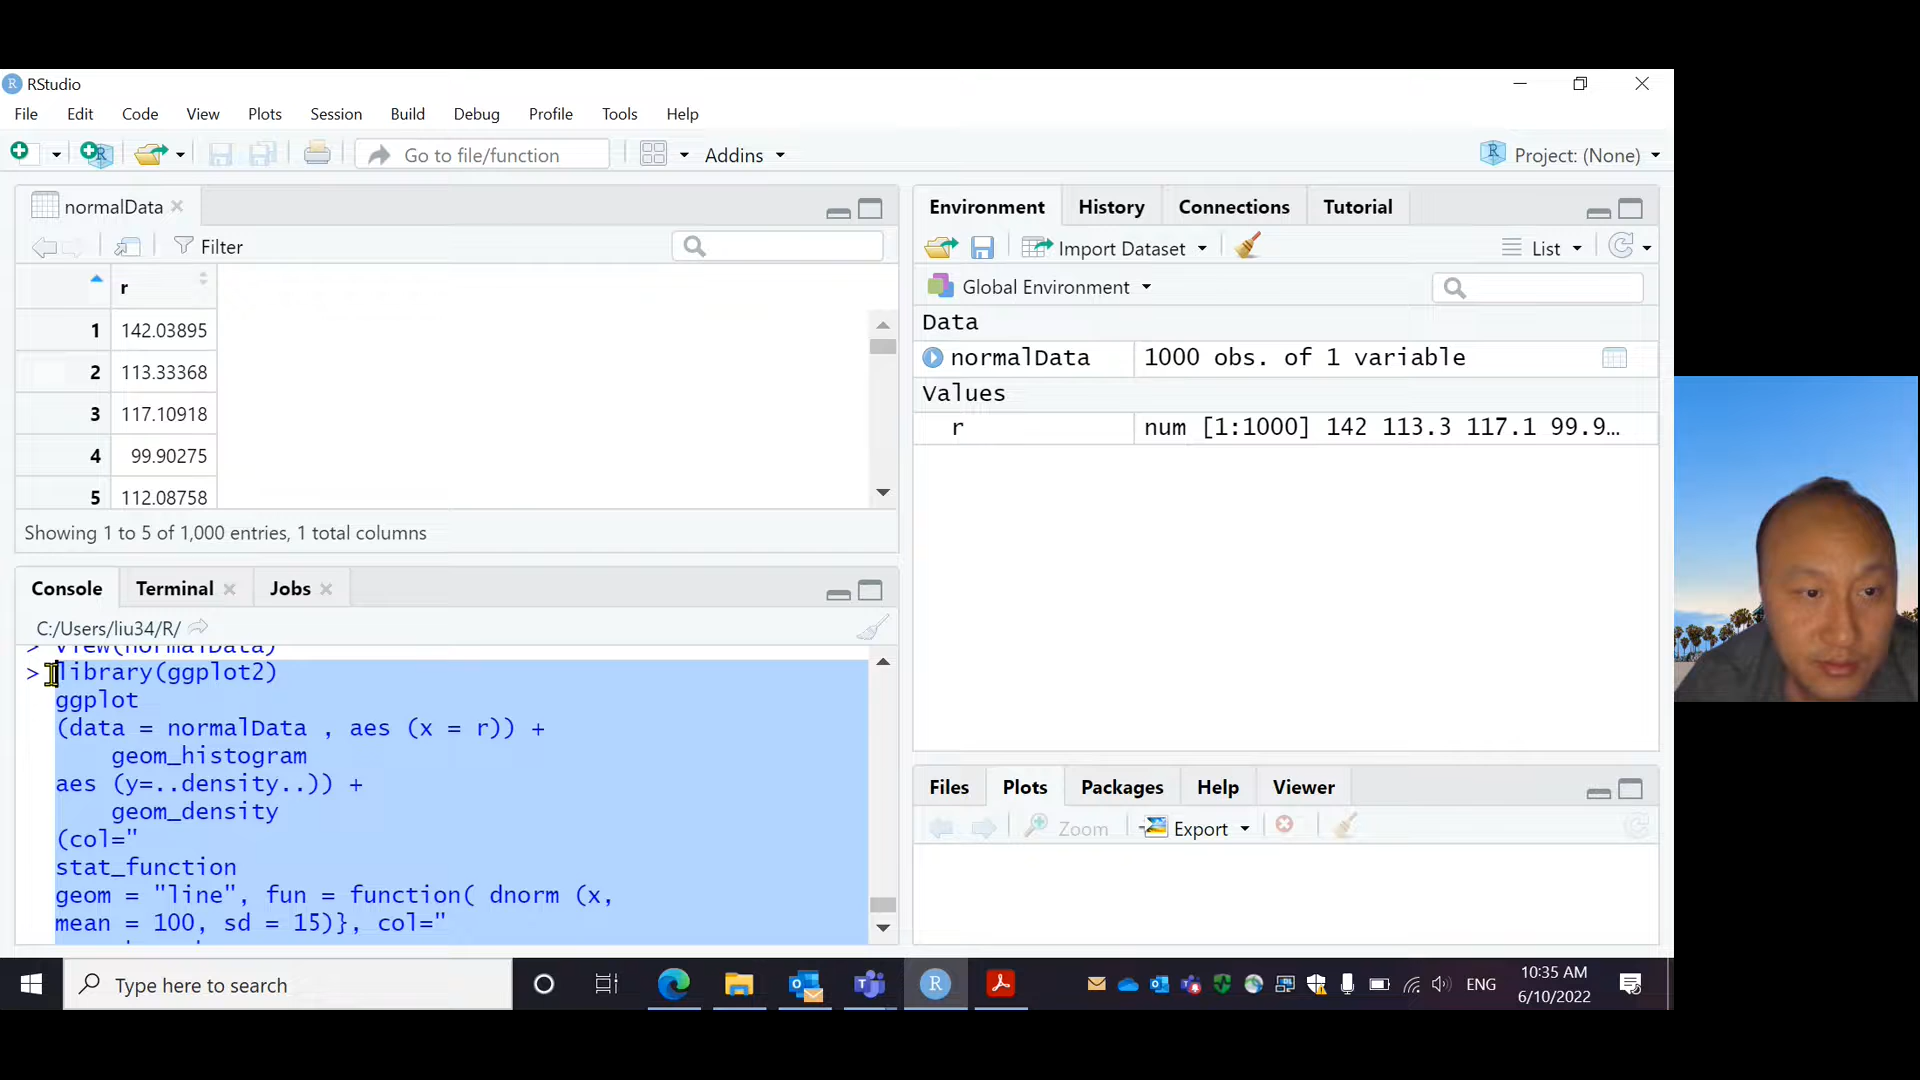 RStudio
File Edit Code View Plots Session Build Debug Profile Tools Help
Go to file/function
Addins
Project: (None)
normalData
Filter
r
1 142.03895
2 113.33368
3 117.10918
4 99.90275
5 112.08758
Showing 1 to 5 of 1,000 entries, 1 total columns
Console Terminal Jobs
C:/Users/liu34/R/
> View(normalData)
> library(ggplot2)
ggplot
(data = normalData , aes (x = r)) +
geom_histogram
aes (y=..density..)) +
geom_density
(col="
stat_function
geom = "line", fun = function( dnorm (x,
mean = 100, sd = 15)}, col="
Environment History Connections Tutorial
Import Dataset
List
Global Environment
Data
normalData 1000 obs. of 1 variable
Values
r num [1:1000] 142 113.3 117.1 99.9…
Files Plots Packages Help Viewer
Zoom
Export
Type here to search
ENG
10:35 AM
6/10/2022